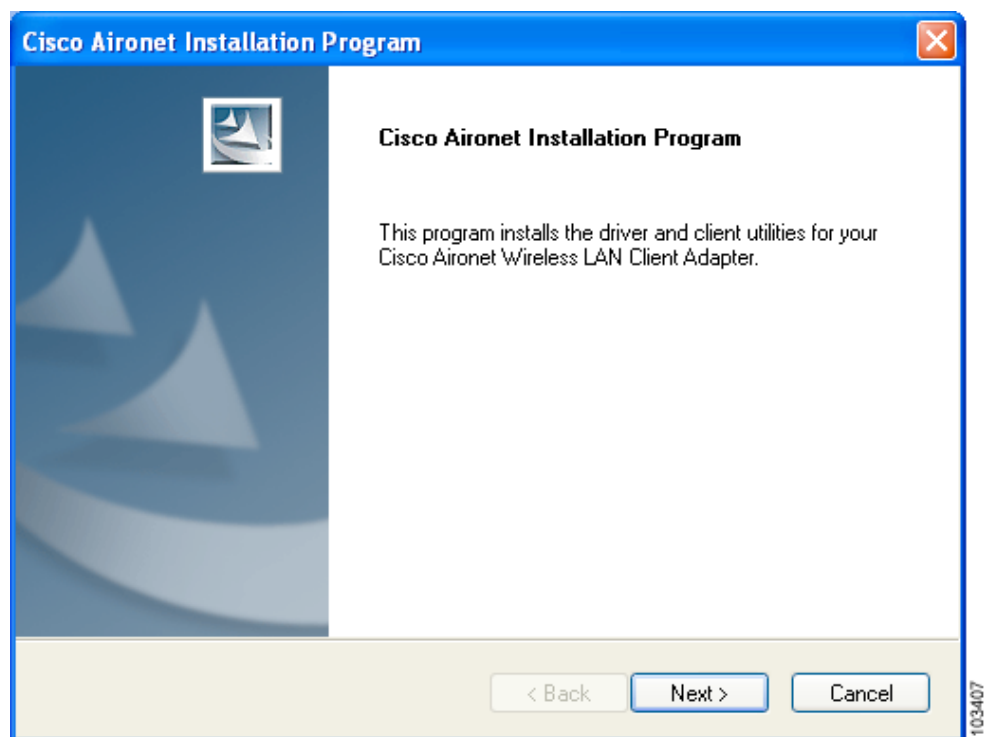 Cisco Aironet Installation Program
Cisco Aironet Installation Program
This program installs the driver and client utilities for your
Cisco Aironet Wireless LAN Client Adapter.
< Back
Next >
Cancel
103407